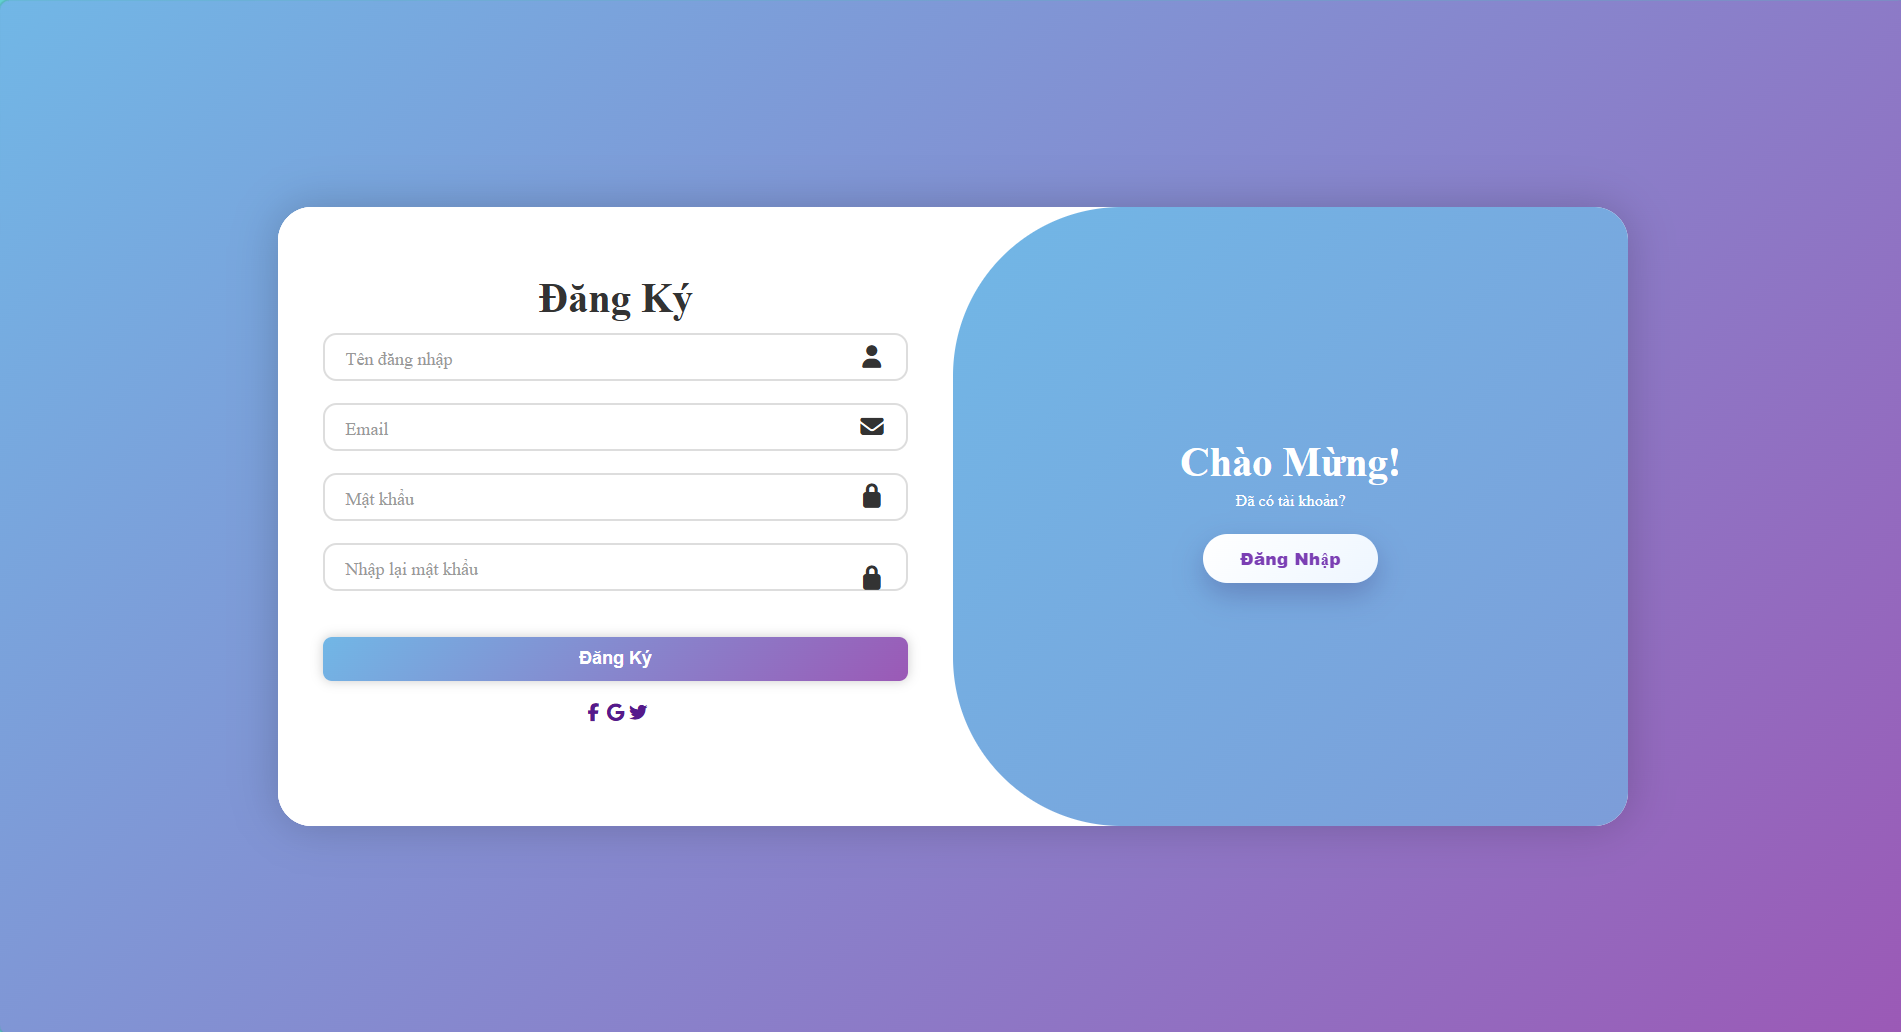 Đăng Ký
Tên đăng nhập
Email
Mật khẩu
Nhập lại mật khẩu
Đăng Ký
Chào Mừng!
Đã có tài khoản?
Đăng Nhập